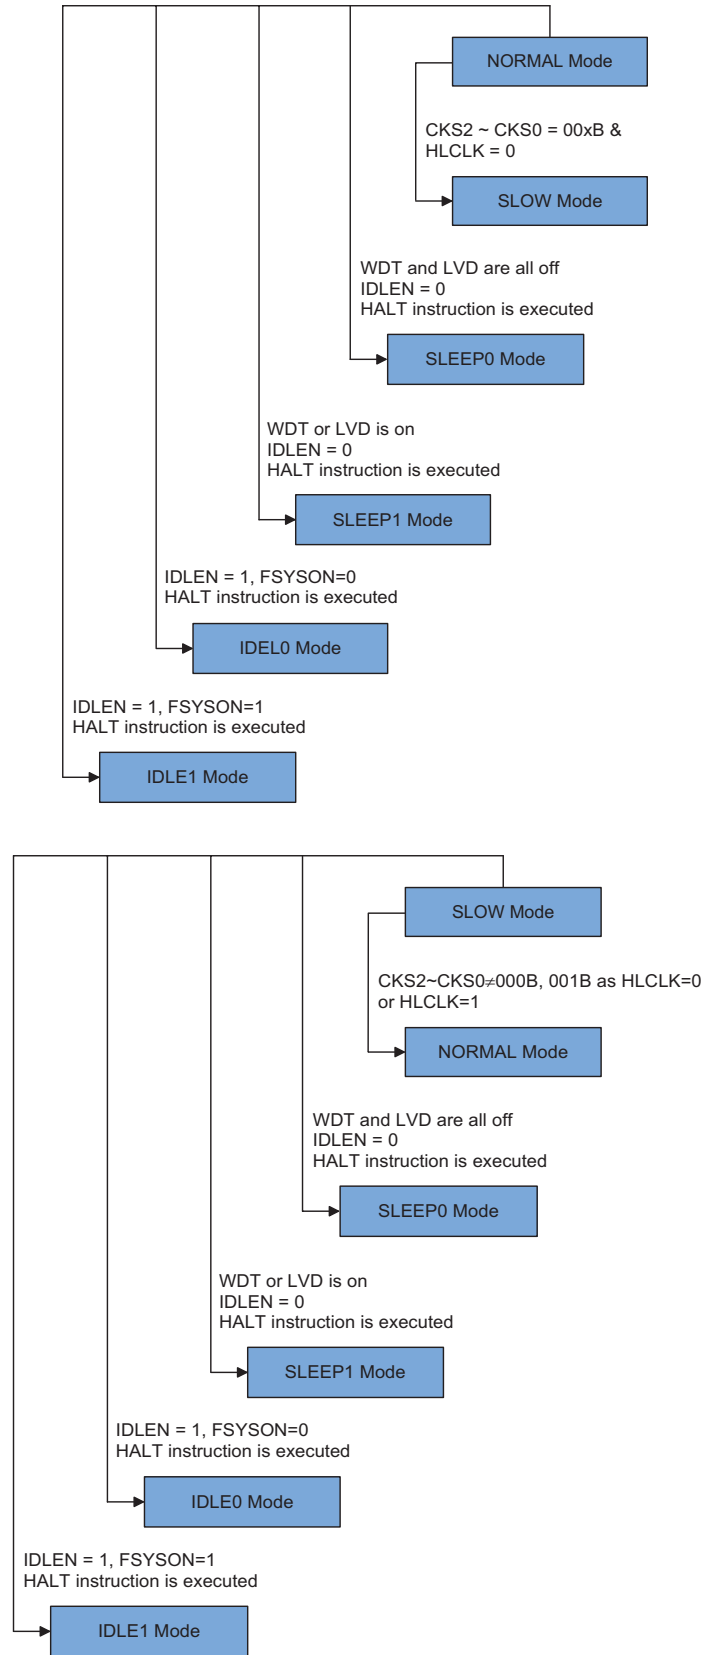 NORMAL Mode
CKS2 ~ CKS0 = 00xB &
HLCLK = 0
SLOW Mode
WDT and LVD are all off
IDLEN = 0
HALT instruction is executed
SLEEP0 Mode
WDT or LVD is on
IDLEN = 0
HALT instruction is executed
SLEEP1 Mode
IDLEN = 1, FSYSON=0
HALT instruction is executed
IDEL0 Mode
IDLEN = 1, FSYSON=1
HALT instruction is executed
IDLE1 Mode
SLOW Mode
CKS2~CKS0≠000B, 001B as HLCLK=0
or HLCLK=1
NORMAL Mode
WDT and LVD are all off
IDLEN = 0
HALT instruction is executed
SLEEP0 Mode
WDT or LVD is on
IDLEN = 0
HALT instruction is executed
SLEEP1 Mode
IDLEN = 1, FSYSON=0
HALT instruction is executed
IDLE0 Mode
IDLEN = 1, FSYSON=1
HALT instruction is executed
IDLE1 Mode